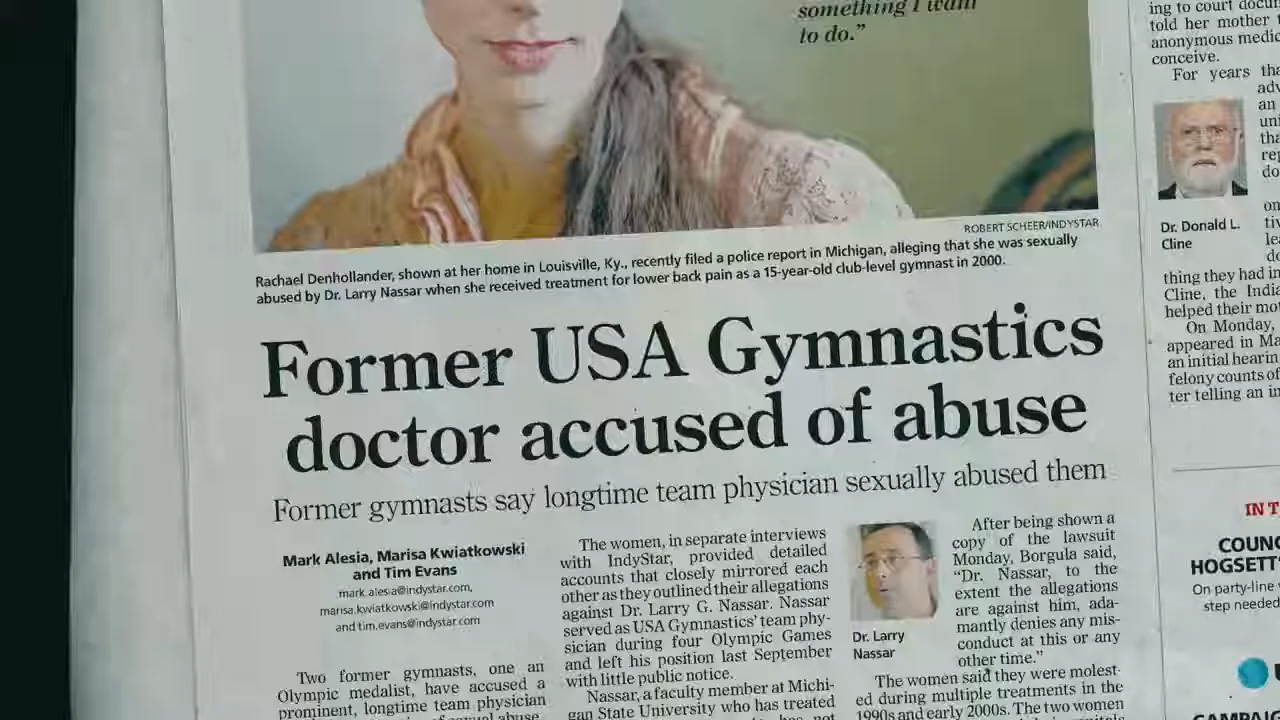 something I want
to do.”
ROBERT SCHEER/INDYSTAR
Rachael Denhollander, shown at her home in Louisville, Ky., recently filed a police report in Michigan, alleging that she was sexually
abused by Dr. Larry Nassar when she received treatment for lower back pain as a 15-year-old club-level gymnast in 2000.
Former USA Gymnastics
doctor accused of abuse
Former gymnasts say longtime team physician sexually abused them
Mark Alesia, Marisa Kwiatkowski
and Tim Evans
mark.alesia@indystar.com,
marisa.kwiatkowski@indystar.com
and tim.evans@indystar.com
Two former gymnasts, one an
Olympic medalist, have accused a
prominent, longtime team physician
The women, in separate interviews
with IndyStar, provided detailed
accounts that closely mirrored each
other as they outlined their allegations
against Dr. Larry G. Nassar. Nassar
served as USA Gymnastics’ team phy-
sician during four Olympic Games
and left his position last September
with little public notice.
Nassar, a faculty member at Michi-
gan State University who has treated
Dr. Larry
Nassar
After being shown a
copy of the lawsuit
Monday, Borgula said,
“Dr. Nassar, to the
extent the allegations
are against him, ada-
mantly denies any mis-
conduct at this or any
other time.”
The women said they were molest-
ed during multiple treatments in the
1990s and early 2000s. The two women
ing to court
told her mother
anonymous
conceive.
For years
an
Dr. Donald L.
Cline
thing they had
Cline, the
helped their
On Monday,
appeared in
an initial
felony counts of
ter telling an
IN
HOGSETT
On party-line
step needed